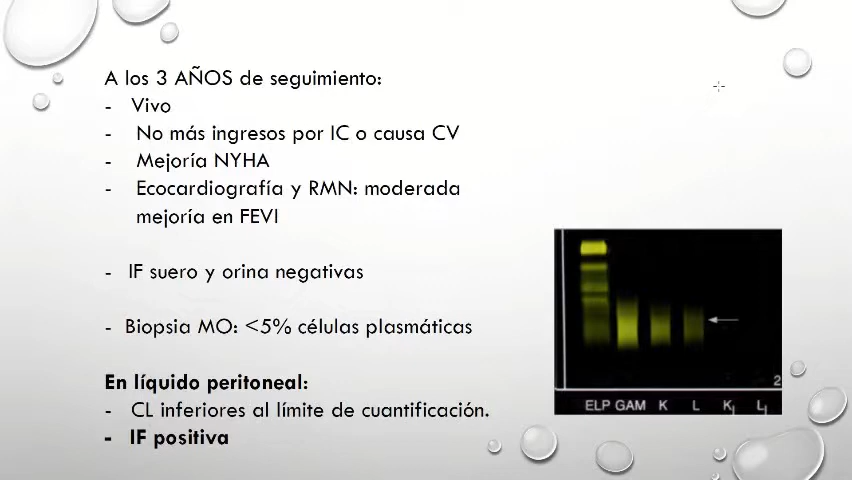 A los 3 AÑOS de seguimiento:
- Vivo
- No más ingresos por IC o causa CV
- Mejoría NYHA
- Ecocardiografía y RMN: moderada
mejoría en FEVI
- IF suero y orina negativas
- Biopsia MO: <5% células plasmáticas
En líquido peritoneal:
- CL inferiores al límite de cuantificación.
- IF positiva
2
ELP GAM K L K| L|